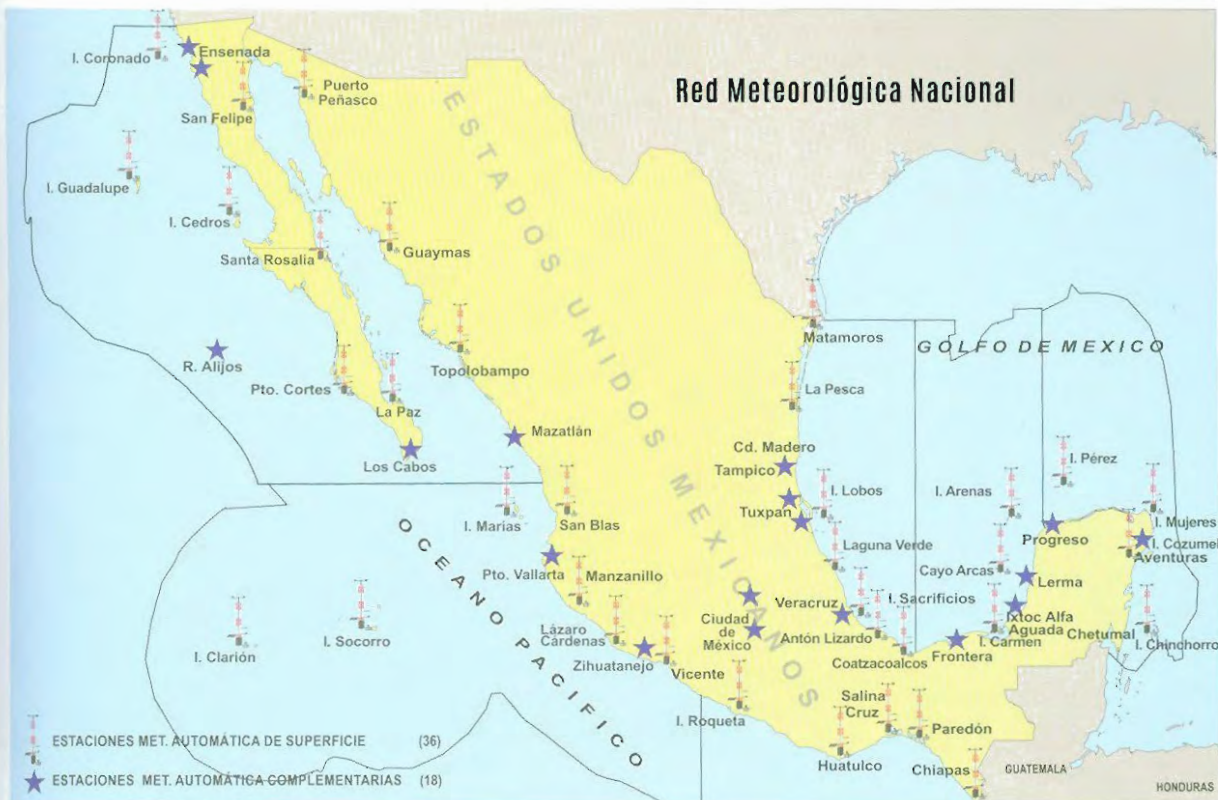 Red Meteorológica Nacional
I. Coronado
Ensenada
Puerto
Peñasco
San Felipe
I. Guadalupe
I. Cedros
Santa Rosalia
Guaymas
ESTADOS UNIDOS MEXICANOS
Matamoros
GOLFO DE MEXICO
R. Alijos
Pto. Cortes
La Paz
Topolobampo
La Pesca
Mazatlán
Los Cabos
Cd. Madero
Tampico
I. Pérez
I. Lobos
I. Arenas
Tuxpan
I. Marias
San Blas
I. Mujeres
Progreso
I. Cozumel
Aventuras
Laguna Verde
Cayo Arcas
Lerma
OCEANO PACIFICO
Pto. Vallarta
Manzanillo
Veracruz
I. Sacrificios
Ixtoc Alfa
Aguada
Chetumal
Ciudad
de
México
Antón Lizardo
I. Carmen
I. Chinchorro
Lázaro
Cárdenas
Coatzacoalcos
Frontera
I. Socorro
I. Clarión
Zihuatanejo
Vicente
Salina
Cruz
I. Roqueta
Paredón
Huatulco
Chiapas
GUATEMALA
HONDURAS
ESTACIONES MET. AUTOMÁTICA DE SUPERFICIE (36)
ESTACIONES MET. AUTOMÁTICA COMPLEMENTARIAS (18)